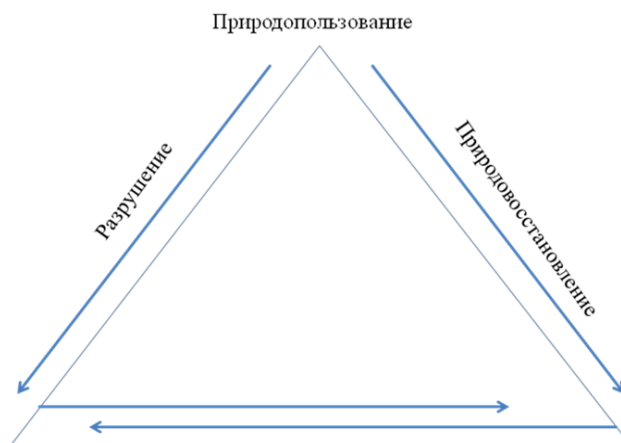 Природопользование
Разрушение
Природовосстановление